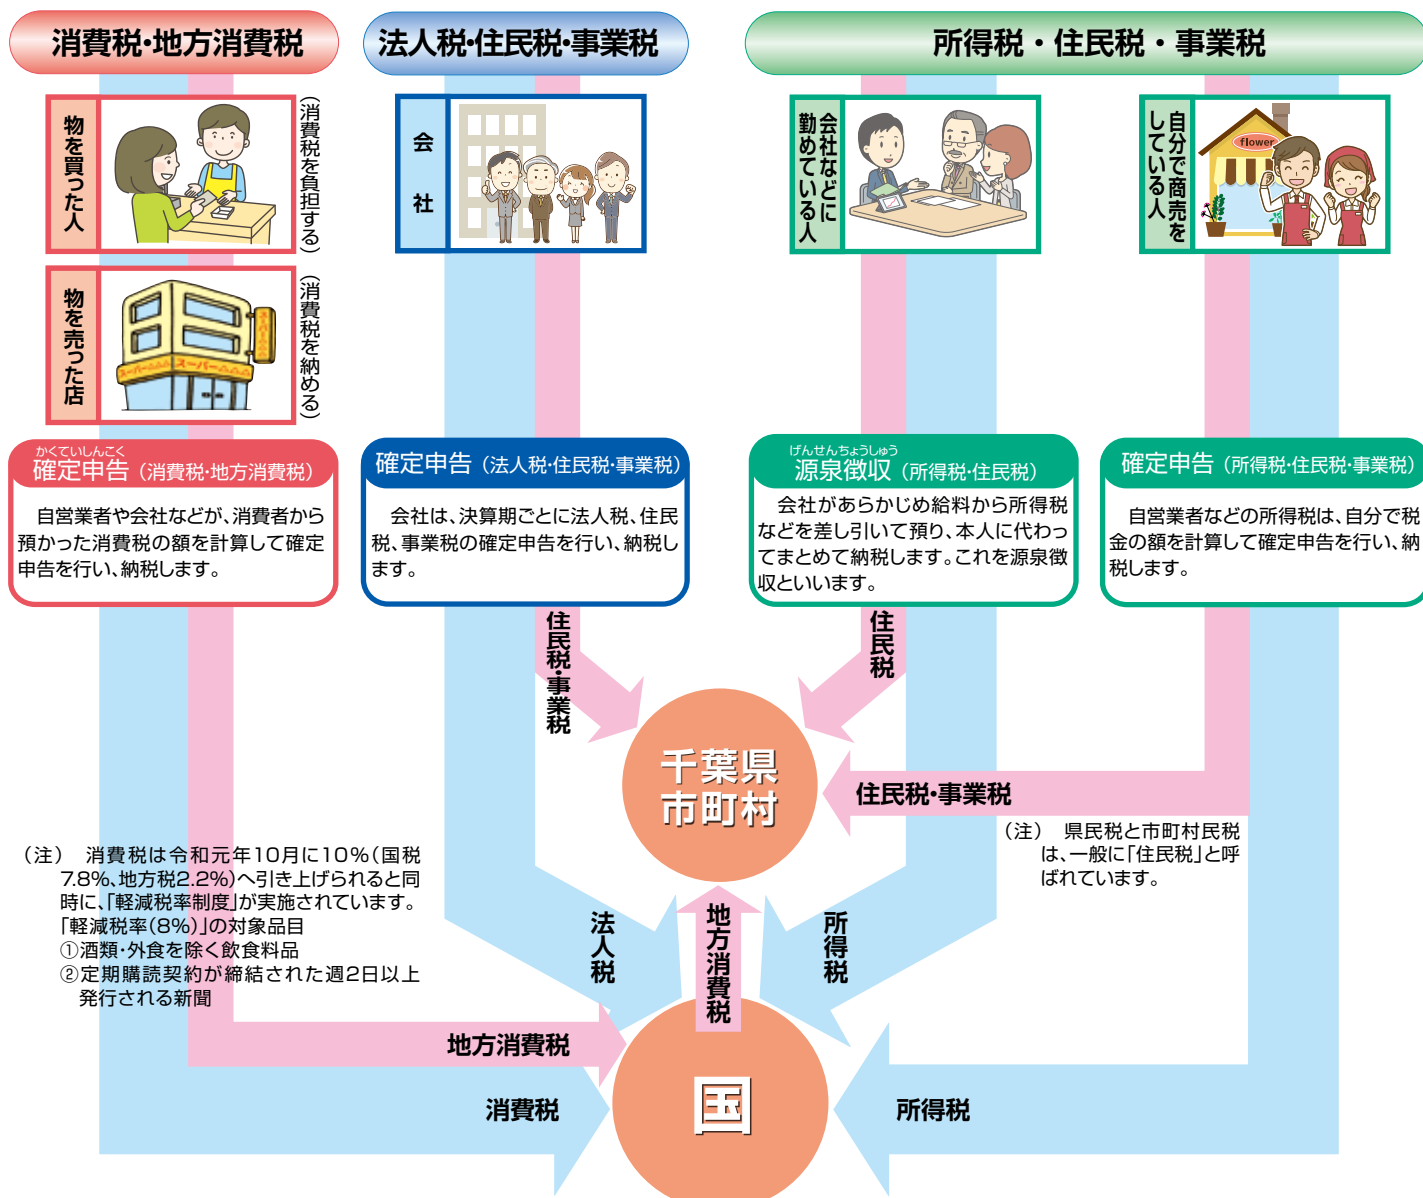 消費税・地方消費税
法人税・住民税・事業税
所得税・住民税・事業税
物を買った人
(消費税を負担する)
物を売った店
スーパー△△△
スーパー△△△
スーパー△△△
(消費税を納める)
会社
会社などに
勤めている人
自分で商売を
している人
flower
かくていしんこく
確定申告(消費税・地方消費税)
自営業者や会社などが、消費者から
預かった消費税の額を計算して確定
申告を行い、納税します。
確定申告(法人税・住民税・事業税)
会社は、決算期ごとに法人税、住民
税、事業税の確定申告を行い、納税し
ます。
げんせんちょうしゅう
源泉徴収(所得税・住民税)
会社があらかじめ給料から所得税
などを差し引いて預り、本人に代わっ
てまとめて納税します。これを源泉徴
収といいます。
確定申告(所得税・住民税・事業税)
自営業者などの所得税は、自分で税
金の額を計算して確定申告を行い、納
税します。
住民税・事業税
住民税
千葉県
市町村
住民税・事業税
(注) 県民税と市町村民税
は、一般に「住民税」と呼
ばれています。
(注) 消費税は令和元年10月に10%(国税
7.8%、地方税2.2%)へ引き上げられると同
時に、「軽減税率制度」が実施されています。
「軽減税率(8%)」の対象品目
①酒類・外食を除く飲食料品
②定期購読契約が締結された週2日以上
発行される新聞
法人税
地方消費税
所得税
地方消費税
消費税
国
所得税